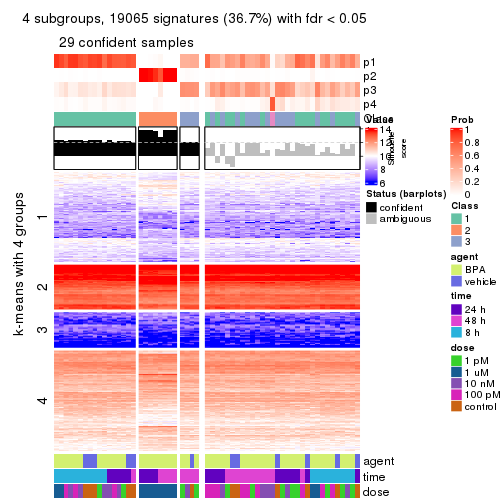 4 subgroups, 19065 signatures (36.7%) with fdr < 0.05
29 confident samples
p1
p2
p3
p4
Class
Silhouette
score
k-means with 4 groups
1
2
3
4
agent
time
dose
Value
14
12
10
8
6
Status (barplots)
confident
ambiguous
Prob
1
0.8
0.6
0.4
0.2
0
Class
1
2
3
agent
BPA
vehicle
time
24 h
48 h
8 h
dose
1 pM
1 uM
10 nM
100 pM
control